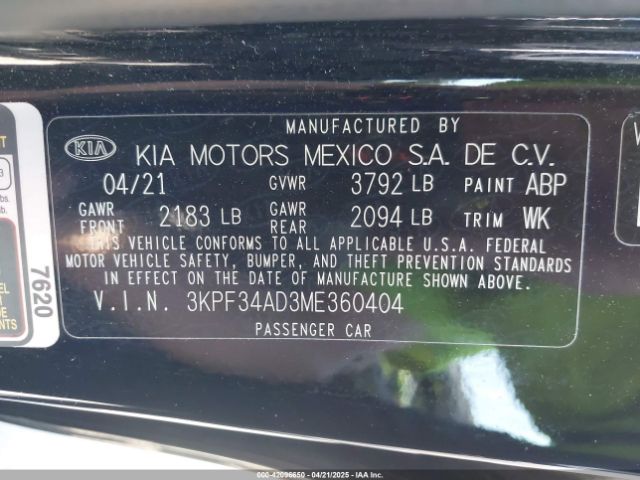 MANUFACTURED BY
KIA KIA MOTORS MEXICO S.A. DE C.V.
04/21 GVWR 3792 LB PAINT ABP
GAWR FRONT 2183 LB GAWR REAR 2094 LB TRIM WK
THIS VEHICLE CONFORMS TO ALL APPLICABLE U.S.A. FEDERAL
MOTOR VEHICLE SAFETY, BUMPER, AND THEFT PREVENTION STANDARDS
IN EFFECT ON THE DATE OF MANUFACTURE SHOWN ABOVE.
V.I.N. 3KPF34AD3ME360404
PASSENGER CAR
7620
000-42096650 - 04/21/2025 - IAA Inc.